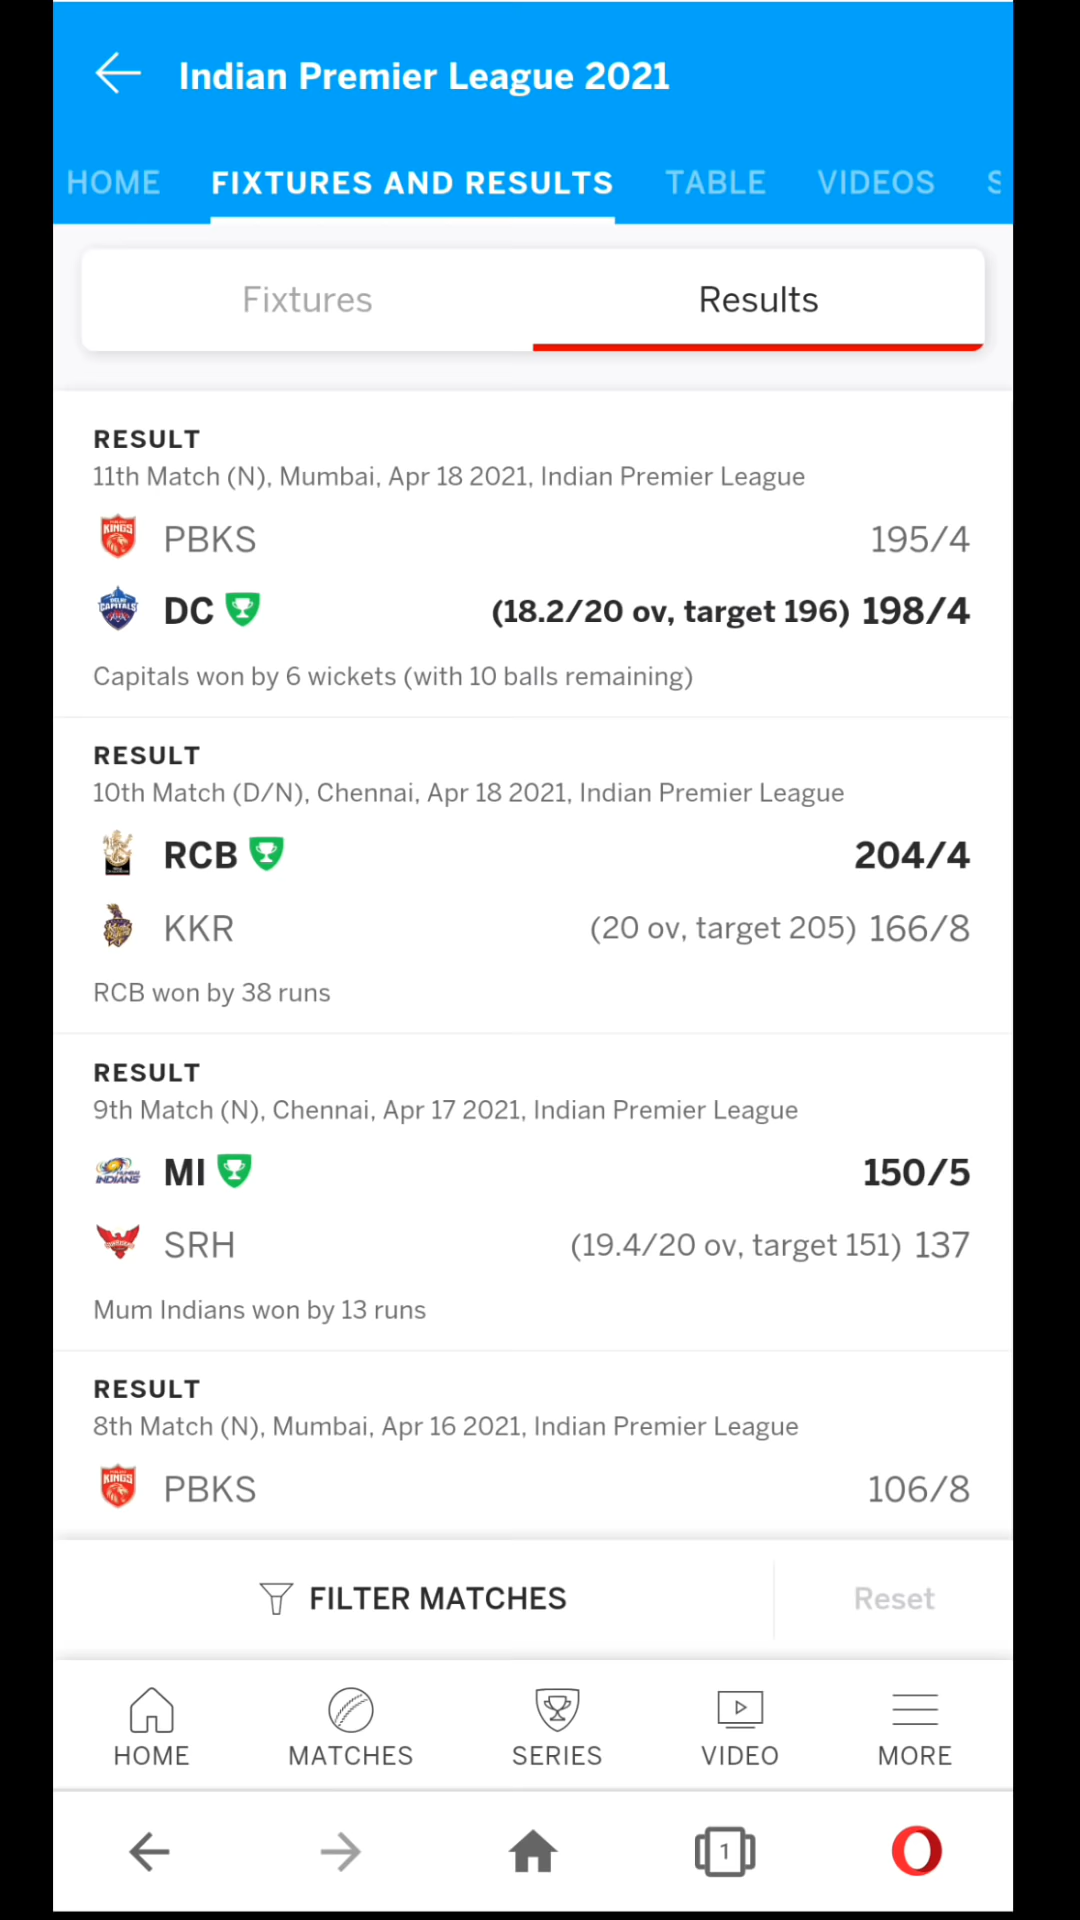 Indian Premier League 2021
HOME FIXTURES AND RESULTS TABLE VIDEOS S
Fixtures Results
RESULT
11th Match (N), Mumbai, Apr 18 2021, Indian Premier League
PBKS 195/4
DC (18.2/20 ov, target 196) 198/4
Capitals won by 6 wickets (with 10 balls remaining)
RESULT
10th Match (D/N), Chennai, Apr 18 2021, Indian Premier League
RCB 204/4
KKR (20 ov, target 205) 166/8
RCB won by 38 runs
RESULT
9th Match (N), Chennai, Apr 17 2021, Indian Premier League
MI 150/5
SRH (19.4/20 ov, target 151) 137
Mum Indians won by 13 runs
RESULT
8th Match (N), Mumbai, Apr 16 2021, Indian Premier League
PBKS 106/8
FILTER MATCHES Reset
HOME MATCHES SERIES VIDEO MORE
1